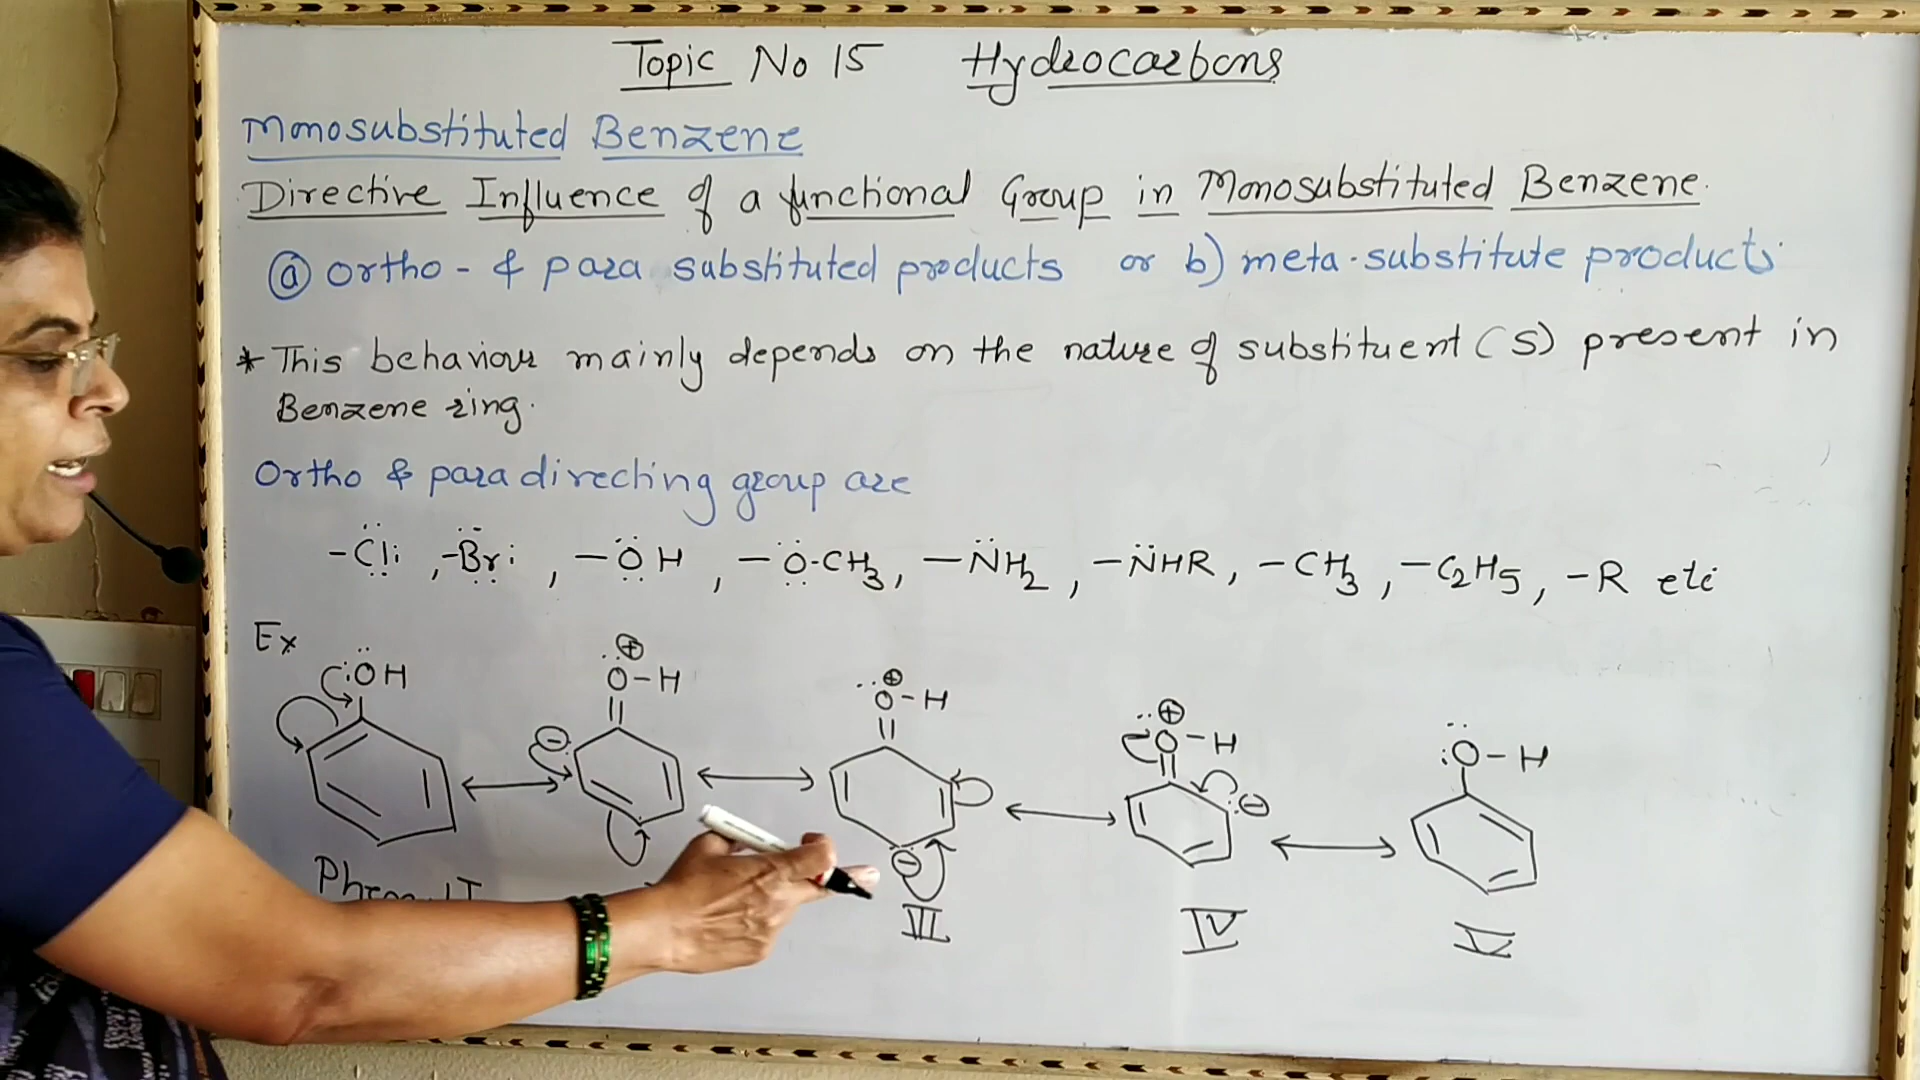 Topic No 15 Hydrocarbons
Monosubstituted Benzene
Directive Influence of a functional Group in Monosubstituted Benzene.
ⓐ ortho - & para substituted products or b) meta-substitute products
* This behaviour mainly depends on the nature of substituent (S) present in
Benzene ring.
Ortho & para directing group are
-Cl: , -Br: , -OH , -O-CH3, -NH2, -NHR, -CH3, -C2H5, -R etc
Ex
:OH O-H O-H O-H :O-H
⊕ ⊕ ⊕
⊖ ⊖ ⊖
I III IV V